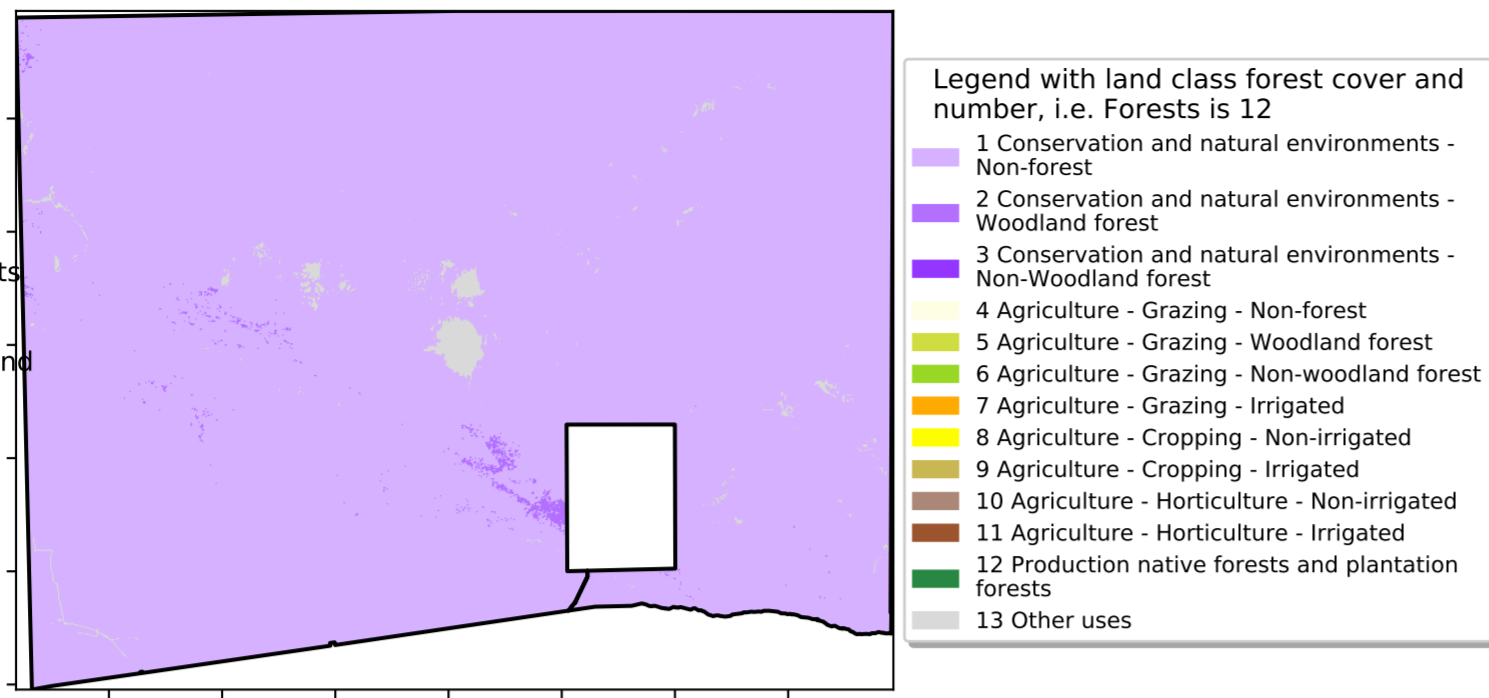 Legend with land class forest cover and
number, i.e. Forests is 12
1 Conservation and natural environments -
Non-forest
2 Conservation and natural environments -
Woodland forest
3 Conservation and natural environments -
Non-Woodland forest
4 Agriculture - Grazing - Non-forest
5 Agriculture - Grazing - Woodland forest
6 Agriculture - Grazing - Non-woodland forest
7 Agriculture - Grazing - Irrigated
8 Agriculture - Cropping - Non-irrigated
9 Agriculture - Cropping - Irrigated
10 Agriculture - Horticulture - Non-irrigated
11 Agriculture - Horticulture - Irrigated
12 Production native forests and plantation
forests
13 Other uses
ts
nd